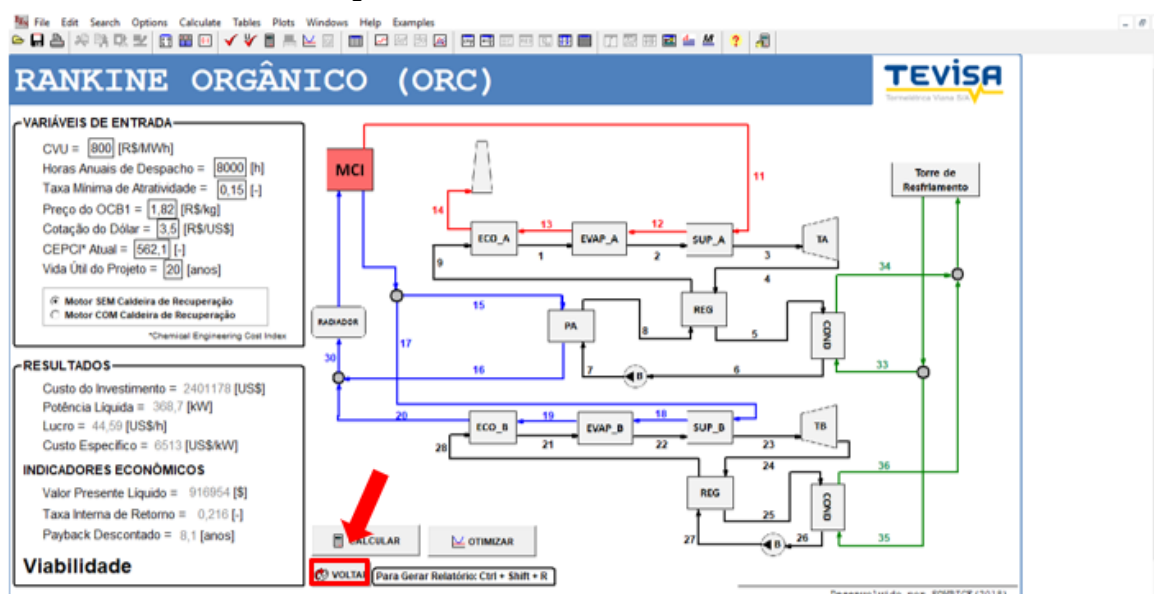 File Edit Search Options Calculate Tables Plots Windows Help Examples
RANKINE ORGÂNICO (ORC)
TEVISA
Termelétrica Viana S/A
VARIÁVEIS DE ENTRADA
CVU = 800 [R$/MWh]
Horas Anuais de Despacho = 8000 [h]
Taxa Mínima de Atratividade = 0,15 [-]
Preço do OCB1 = 1,82 [R$/kg]
Cotação do Dólar = 3,5 [R$/US$]
CEPCI* Atual = 562,1 [-]
Vida Útil do Projeto = 20 [anos]
Motor SEM Caldeira de Recuperação
Motor COM Caldeira de Recuperação
*Chemical Engineering Cost Index
RESULTADOS
Custo do Investimento = 2401178 [US$]
Potência Líquida = 368,7 [kW]
Lucro = 44,59 [US$/h]
Custo Específico = 6513 [US$/kW]
INDICADORES ECONÔMICOS
Valor Presente Líquido = 916954 [$]
Taxa Interna de Retorno = 0,216 [-]
Payback Descontado = 8,1 [anos]
Viabilidade
MCI
11
Torre de
Resfriamento
14
13
12
ECO_A
EVAP_A
SUP_A
TA
9
1
2
3
4
34
15
REG
RADIADOR
PA
8
5
COND
17
30
16
7
B
6
33
20
19
18
ECO_B
EVAP_B
SUP_B
TB
28
21
22
23
24
36
REG
COND
25
27
B
26
35
CALCULAR
OTIMIZAR
VOLTAR
Para Gerar Relatório: Ctrl + Shift + R